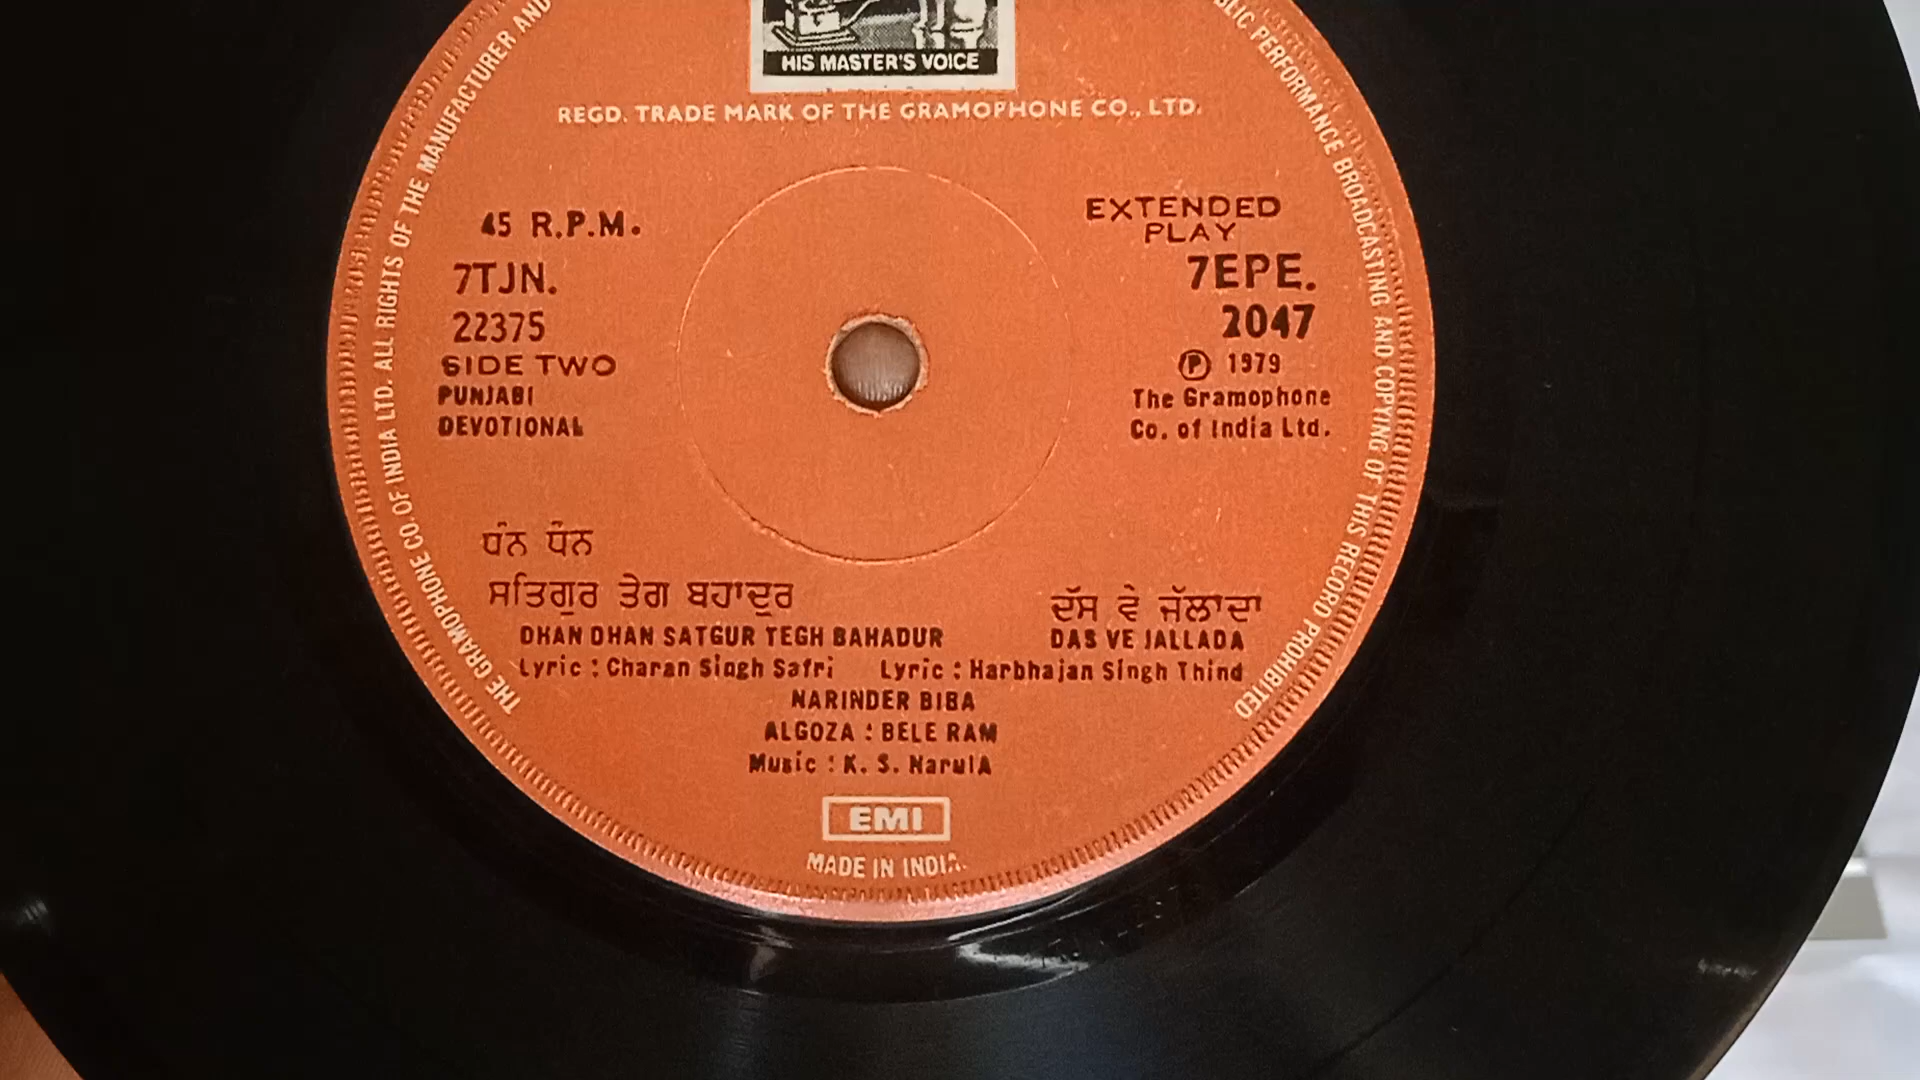 HIS MASTER'S VOICE
REGD. TRADE MARK OF THE GRAMOPHONE CO., LTD.
45 R.P.M.
7TJN.
22375
SIDE TWO
PUNJABI
DEVOTIONAL
EXTENDED
PLAY
7EPE.
2047
Ⓟ 1979
The Gramophone
Co. of India Ltd.
ਧੰਨ ਧੰਨ
ਸਤਿਗੁਰ ਤੇਗ ਬਹਾਦੁਰ
DHAN DHAN SATGUR TEGH BAHADUR
Lyric : Charan Singh Safri
ਦੱਸ ਵੇ ਜੱਲਾਦਾ
DAS VE JALLADA
Lyric : Harbhajan Singh Thind
NARINDER BIBA
ALGOZA : BELE RAM
Music : K. S. NarulA
EMI
MADE IN INDIA.
THE GRAMOPHONE CO. OF INDIA LTD. ALL RIGHTS OF THE MANUFACTURER AND
PERFORMANCE BROADCASTING AND COPYING OF THIS RECORD PROHIBITED